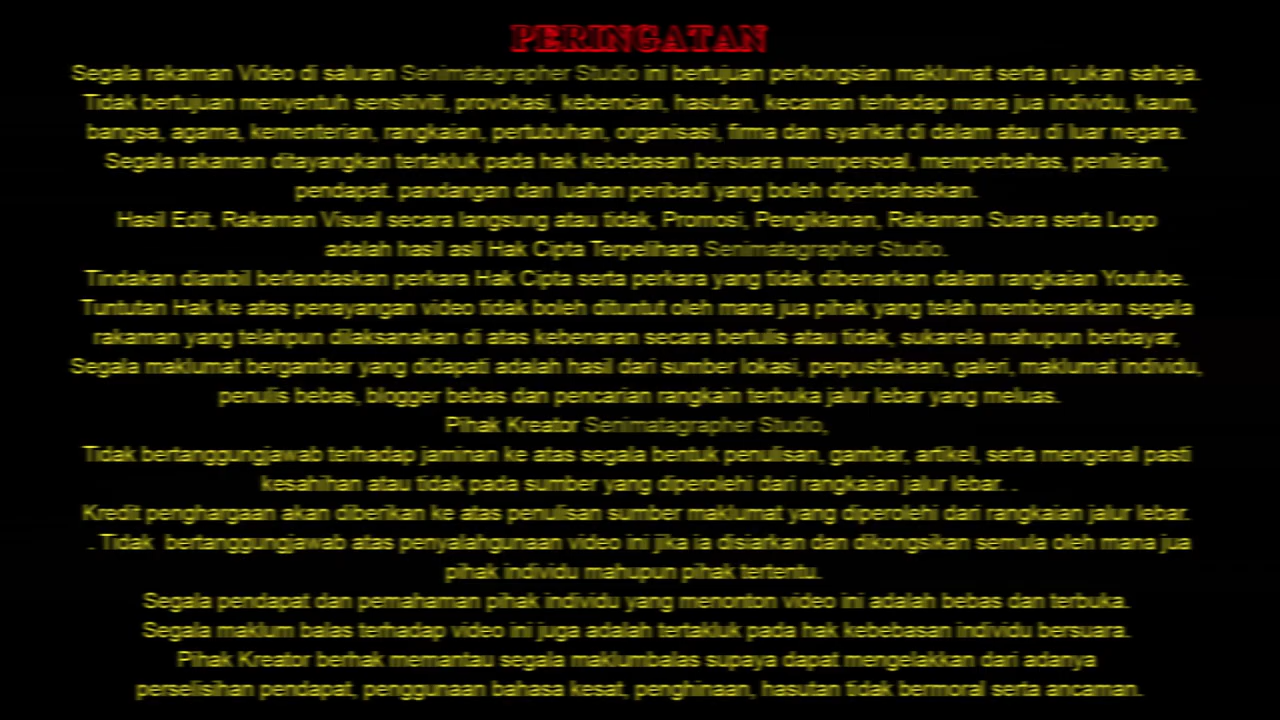 PERINGATAN
Segala rakaman Video di saluran Senimatagrapher Studio ini bertujuan perkongsian maklumat serta rujukan sahaja.
Tidak bertujuan menyentuh sensitiviti, provokasi, kebencian, hasutan, kecaman terhadap mana jua individu, kaum,
bangsa, agama, kementerian, rangkaian, pertubuhan, organisasi, firma dan syarikat di dalam atau di luar negara.
Segala rakaman ditayangkan tertakluk pada hak kebebasan bersuara mempersoal, memperbahas, penilaian,
pendapat. pandangan dan luahan peribadi yang boleh diperbahaskan.
Hasil Edit, Rakaman Visual secara langsung atau tidak, Promosi, Pengiklanan, Rakaman Suara serta Logo
adalah hasil asli Hak Cipta Terpelihara Senimatagrapher Studio.
Tindakan diambil berlandaskan perkara Hak Cipta serta perkara yang tidak dibenarkan dalam rangkaian Youtube.
Tuntutan Hak ke atas penayangan video tidak boleh dituntut oleh mana jua pihak yang telah membenarkan segala
rakaman yang telahpun dilaksanakan di atas kebenaran secara bertulis atau tidak, sukarela mahupun berbayar,
Segala maklumat bergambar yang didapati adalah hasil dari sumber lokasi, perpustakaan, galeri, maklumat individu,
penulis bebas, blogger bebas dan pencarian rangkain terbuka jalur lebar yang meluas.
Pihak Kreator Senimatagrapher Studio,
Tidak bertanggungjawab terhadap jaminan ke atas segala bentuk penulisan, gambar, artikel, serta mengenal pasti
kesahihan atau tidak pada sumber yang diperolehi dari rangkaian jalur lebar. .
Kredit penghargaan akan diberikan ke atas penulisan sumber maklumat yang diperolehi dari rangkaian jalur lebar.
. Tidak bertanggungjawab atas penyalahgunaan video ini jika ia disiarkan dan dikongsikan semula oleh mana jua
pihak individu mahupun pihak tertentu.
Segala pendapat dan pemahaman pihak individu yang menonton video ini adalah bebas dan terbuka.
Segala maklum balas terhadap video ini juga adalah tertakluk pada hak kebebasan individu bersuara.
Pihak Kreator berhak memantau segala maklumbalas supaya dapat mengelakkan dari adanya
perselisihan pendapat, penggunaan bahasa kesat, penghinaan, hasutan tidak bermoral serta ancaman.